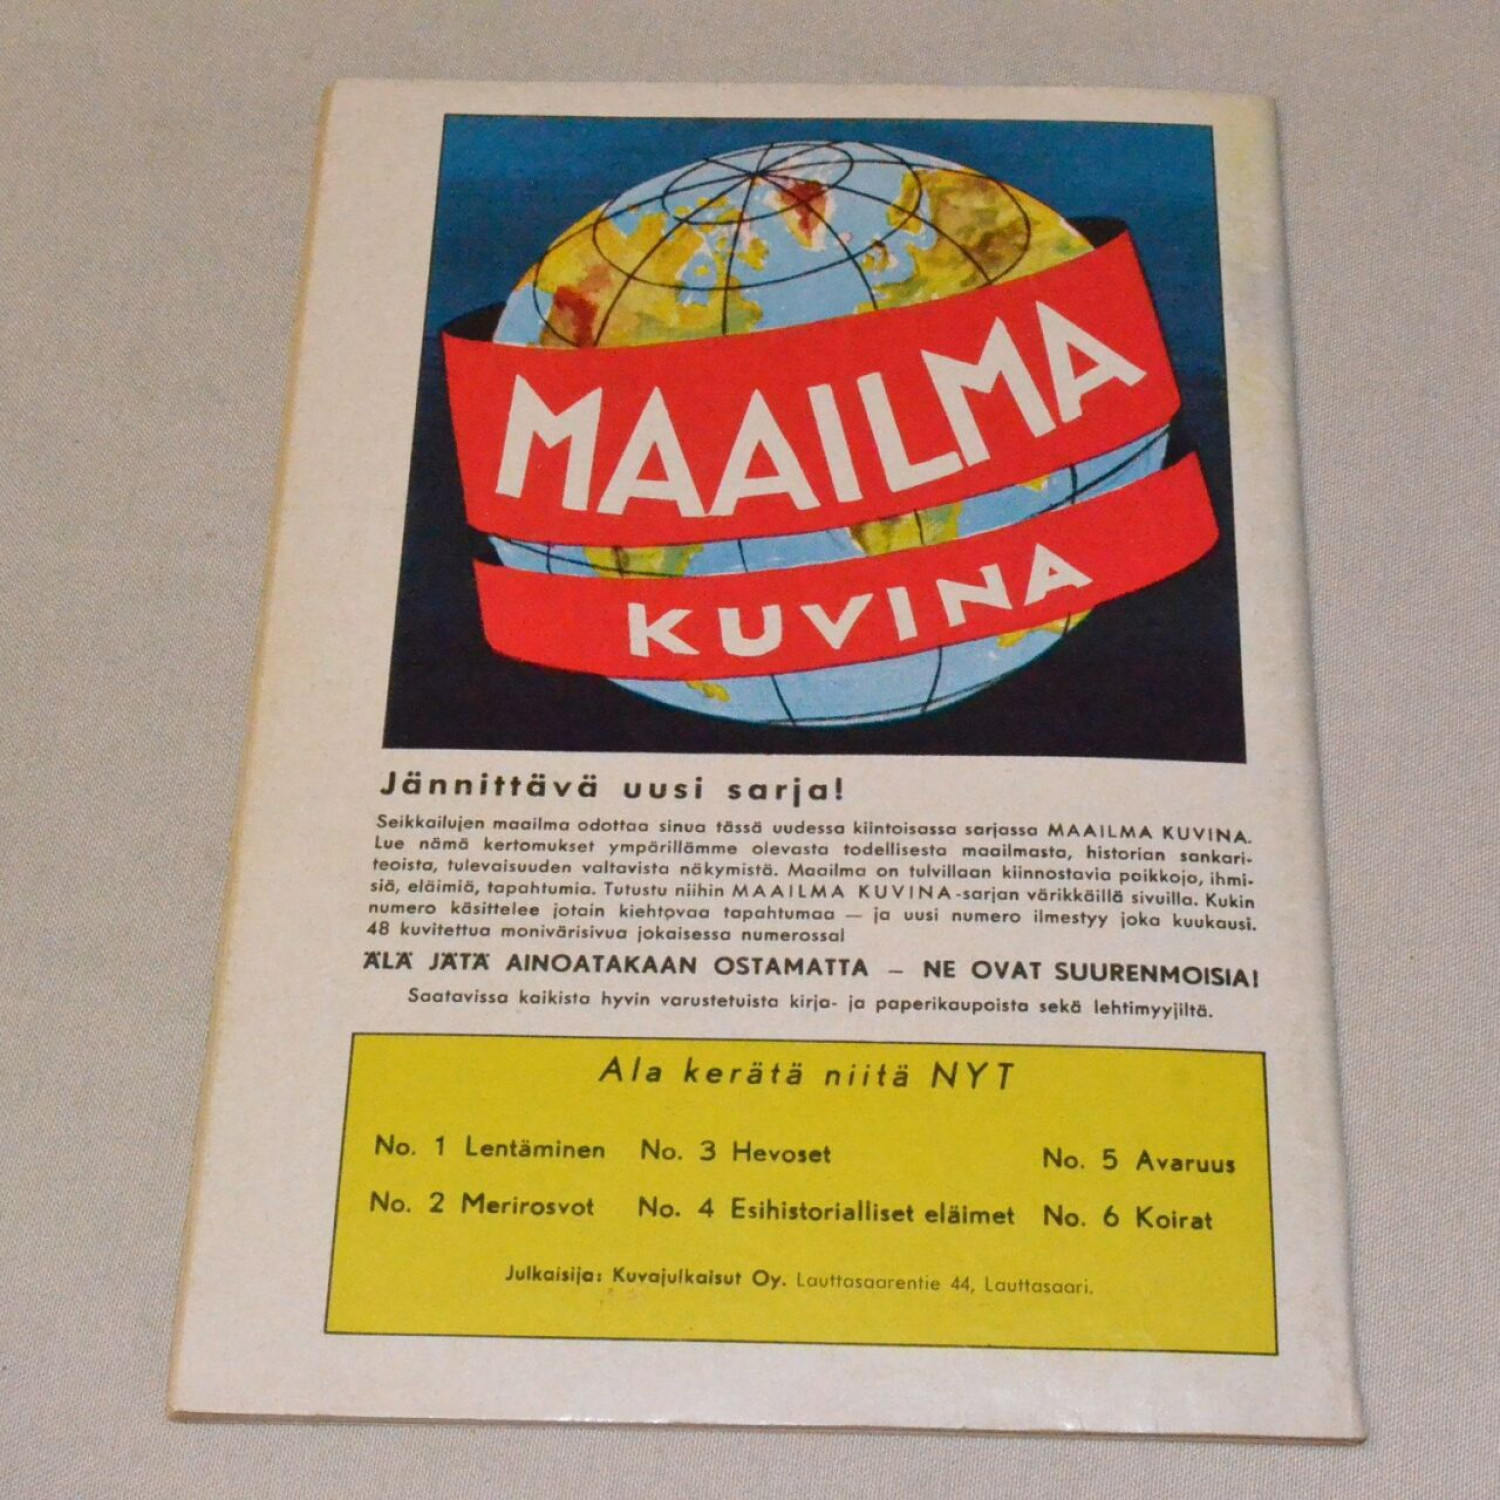 MAAILMA
KUVINA
Jännittävä uusi sarja!
Seikkailujen maailma odottaa sinua tässä uudessa kiintoisassa sarjassa MAAILMA KUVINA.
Lue nämä kertomukset ympärillämme olevasta todellisesta maailmasta, historian sankari-
teoista, tulevaisuuden valtavista näkymistä. Maailma on tulvillaan kiinnostavia paikkoja, ihmi-
siä, eläimiä, tapahtumia. Tutustu niihin MAAILMA KUVINA-sarjan värikkäillä sivuilla. Kukin
numero käsittelee jotain kiehtovaa tapahtumaa — ja uusi numero ilmestyy joka kuukausi.
48 kuvitettua monivärisivua jokaisessa numerossa!
ÄLÄ JÄTÄ AINOATAKAAN OSTAMATTA — NE OVAT SUURENMOISIA!
Saatavissa kaikista hyvin varustetuista kirja- ja paperikaupoista sekä lehtimyyjiltä.
Ala kerätä niitä NYT
No. 1 Lentäminen No. 3 Hevoset No. 5 Avaruus
No. 2 Merirosvot No. 4 Esihistorialliset eläimet No. 6 Koirat
Julkaisija: Kuvajulkaisut Oy. Lauttasaarentie 44, Lauttasaari.